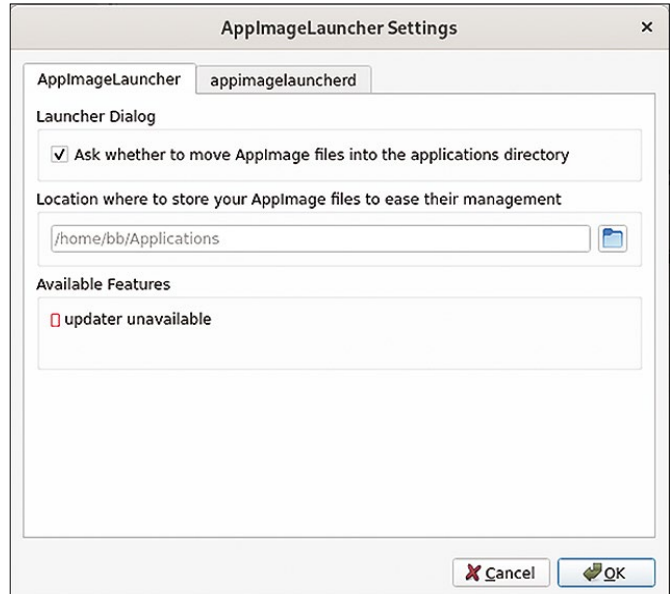 AppImageLauncher Settings
AppImageLauncher appimagelauncherd
Launcher Dialog
Ask whether to move AppImage files into the applications directory
Location where to store your AppImage files to ease their management
/home/bb/Applications
Available Features
updater unavailable
Cancel OK